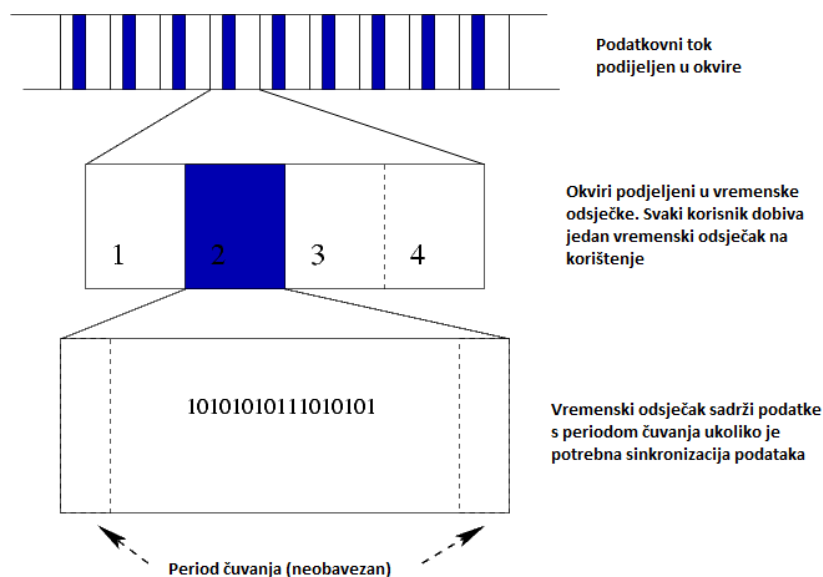 Podatkovni tok
podijeljen u okvire
Okviri podjeljeni u vremenske
odsječke. Svaki korisnik dobiva
jedan vremenski odsječak na
korištenje
1 2 3 4
10101010111010101
Vremenski odsječak sadrži podatke
s periodom čuvanja ukoliko je
potrebna sinkronizacija podataka
Period čuvanja (neobavezan)